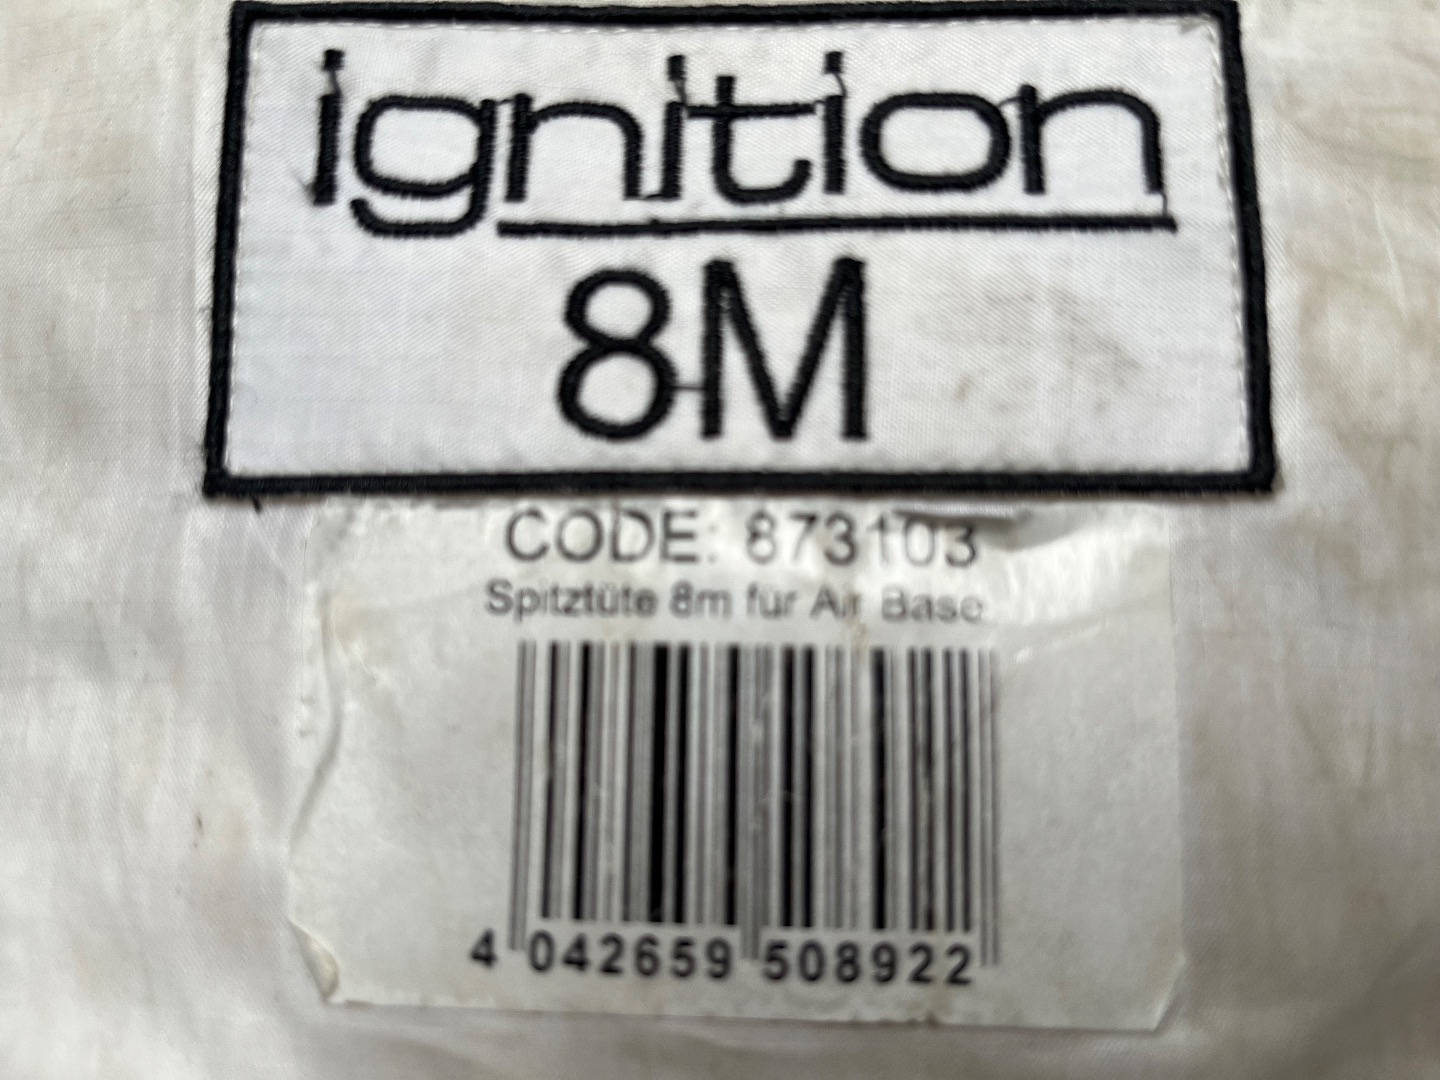 ignition
8M
CODE: 873103
Spitztüte 8m für Air Base
4 042659 508922